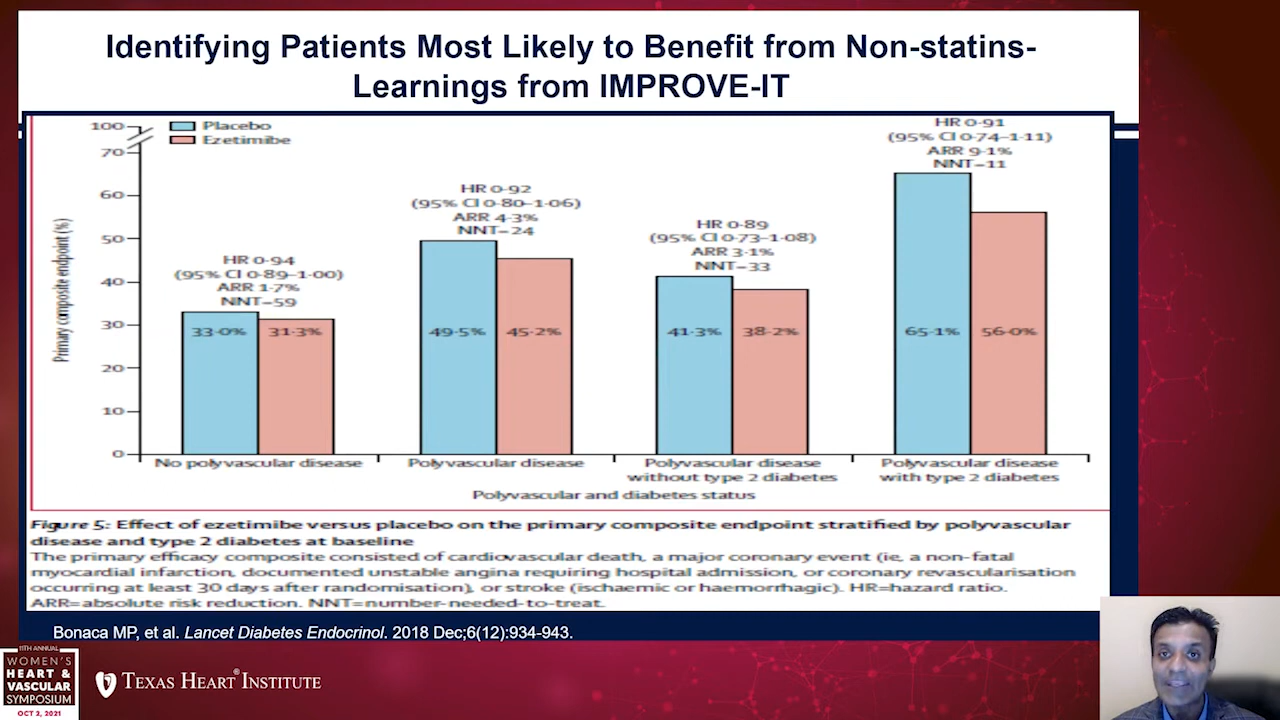 Identifying Patients Most Likely to Benefit from Non-statins-
Learnings from IMPROVE-IT
Placebo
Ezetimibe
Primary composite endpoint (%)
100
70
60
50
40
30
20
10
0
HR 0·94
(95% CI 0·89–1·00)
ARR 1·7%
NNT=59
33·0%
31·3%
HR 0·92
(95% CI 0·80–1·06)
ARR 4·3%
NNT=24
49·5%
45·2%
HR 0·89
(95% CI 0·73–1·08)
ARR 3·1%
NNT=33
41·3%
38·2%
HR 0·91
(95% CI 0·74–1·11)
ARR 9·1%
NNT=11
65·1%
56·0%
No polyvascular disease
Polyvascular disease
Polyvascular disease
without type 2 diabetes
Polyvascular disease
with type 2 diabetes
Polyvascular and diabetes status
Figure 5: Effect of ezetimibe versus placebo on the primary composite endpoint stratified by polyvascular
disease and type 2 diabetes at baseline
The primary efficacy composite consisted of cardiovascular death, a major coronary event (ie, a non-fatal
myocardial infarction, documented unstable angina requiring hospital admission, or coronary revascularisation
occurring at least 30 days after randomisation), or stroke (ischaemic or haemorrhagic). HR=hazard ratio.
ARR=absolute risk reduction. NNT=number-needed-to-treat.
Bonaca MP, et al. Lancet Diabetes Endocrinol. 2018 Dec;6(12):934-943.
11TH ANNUAL
WOMEN'S
HEART &
VASCULAR
SYMPOSIUM
OCT 2, 2021
TEXAS HEART® INSTITUTE